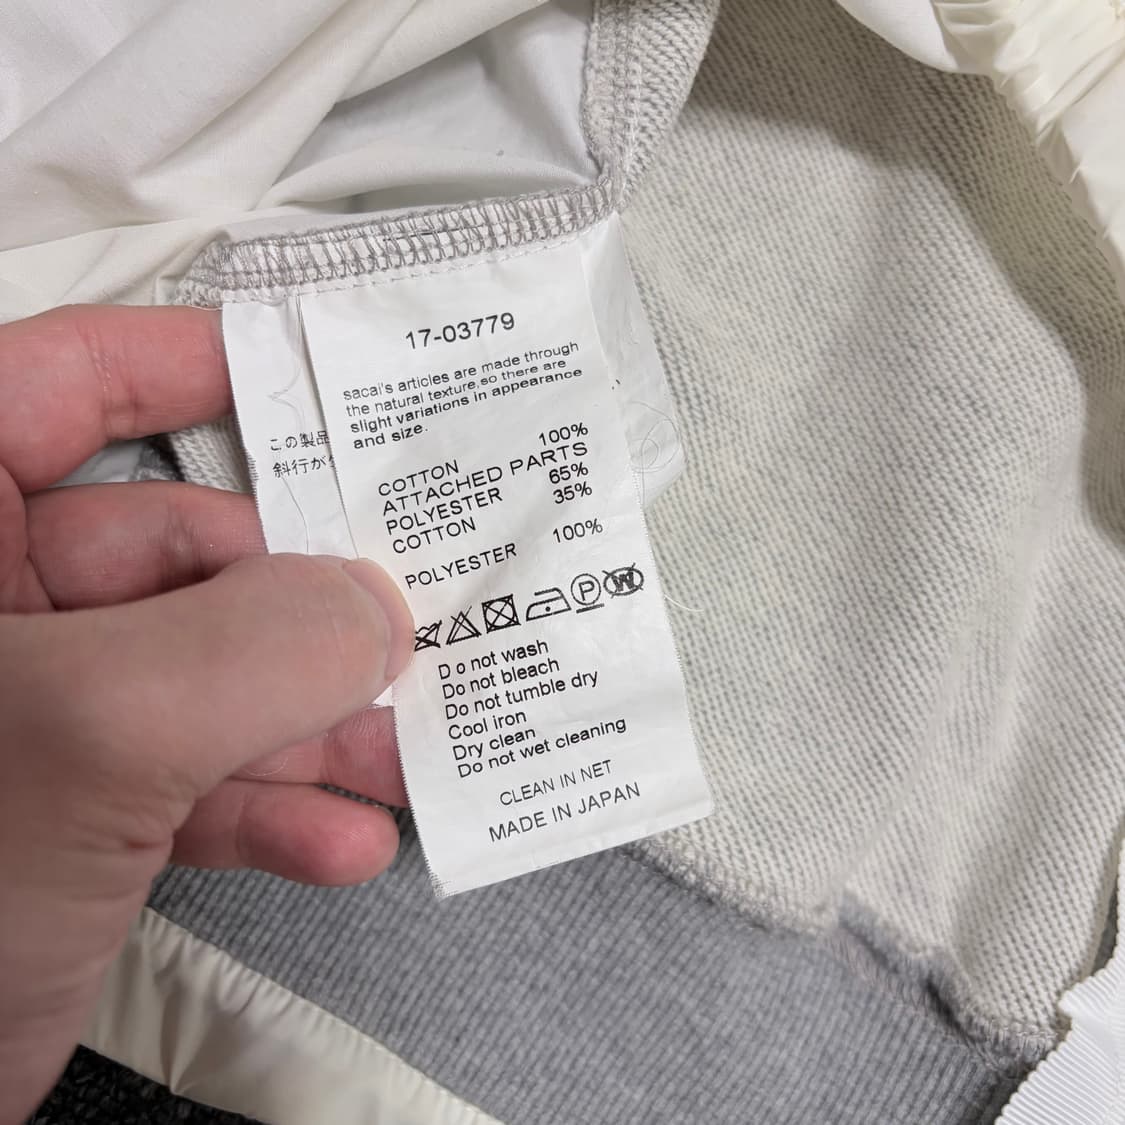 17-03779
sacai's articles are made through
the natural texture,so there are
slight variations in appearance
and size.
COTTON 100%
ATTACHED PARTS
POLYESTER 65%
COTTON 35%
POLYESTER 100%
P W
Do not wash
Do not bleach
Do not tumble dry
Cool iron
Dry clean
Do not wet cleaning
CLEAN IN NET
MADE IN JAPAN
この製品
斜行が